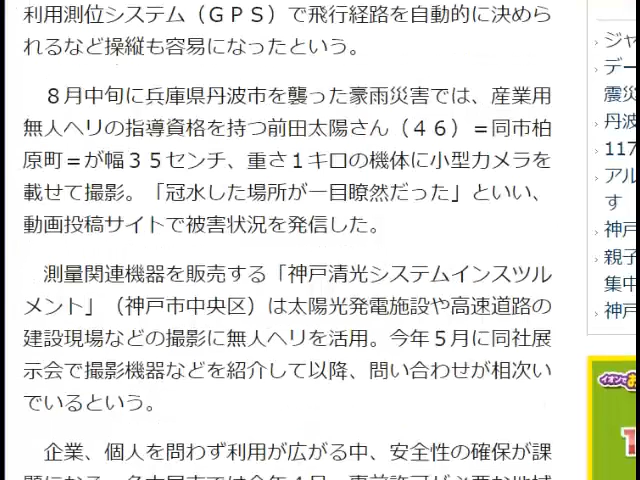 利用測位システム（ＧＰＳ）で飛行経路を自動的に決めら
れるなど操縦も容易になったという。
８月中旬に兵庫県丹波市を襲った豪雨災害では、産業用
無人ヘリの指導資格を持つ前田太陽さん（４６）＝同市柏
原町＝が幅３５センチ、重さ１キロの機体に小型カメラを
載せて撮影。「冠水した場所が一目瞭然だった」といい、
動画投稿サイトで被害状況を発信した。
測量関連機器を販売する「神戸清光システムインスツル
メント」（神戸市中央区）は太陽光発電施設や高速道路の
建設現場などの撮影に無人ヘリを活用。今年５月に同社展
示会で撮影機器などを紹介して以降、問い合わせが相次い
でいるという。
企業、個人を問わず利用が広がる中、安全性の確保が課
ジャ
デー
震災
丹波
117
アル
す
神戸
親子
集中
神戸